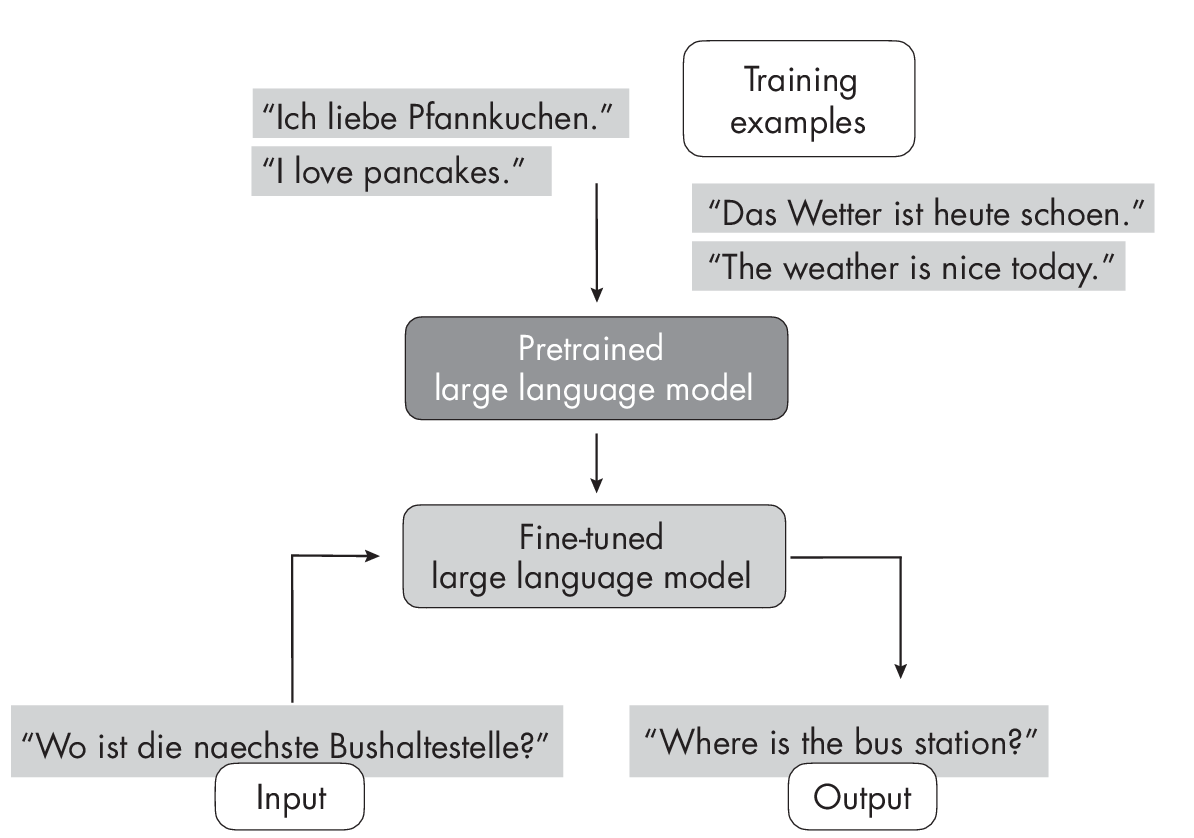 Training
examples
“Ich liebe Pfannkuchen.”
“I love pancakes.”
“Das Wetter ist heute schoen.”
“The weather is nice today.”
Pretrained
large language model
Fine-tuned
large language model
“Wo ist die naechste Bushaltestelle?”
Input
“Where is the bus station?”
Output